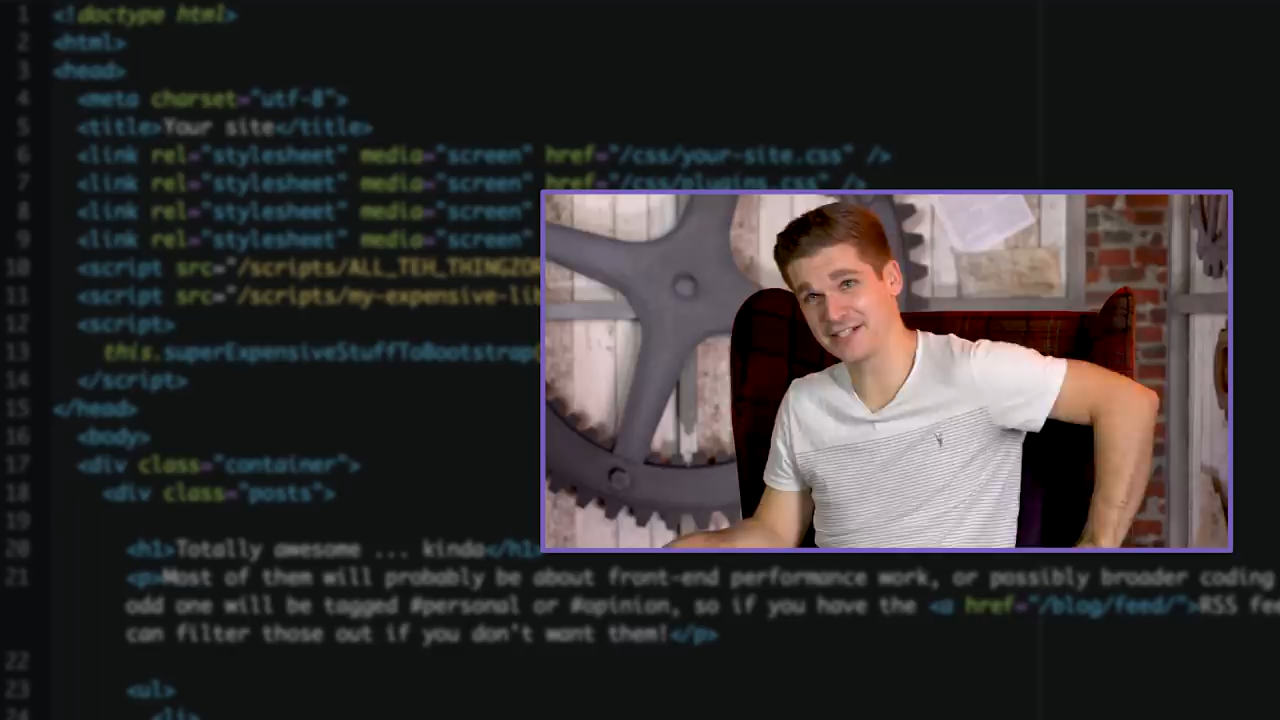 1 <!doctype html>
2 <html>
3 <head>
4 <meta charset="utf-8">
5 <title>Your site</title>
6 <link rel="stylesheet" media="screen" href="/css/your-site.css" />
7 <link rel="stylesheet" media="screen" href="/css/plugins.css" />
8 <link rel="stylesheet" media="screen"
9 <link rel="stylesheet" media="screen"
10 <script src="/scripts/ALL_TEH_THINGZOR
11 <script src="/scripts/my-expensive-lib
12 <script>
13 this.superExpensiveStuffToBootstrap(
14 </script>
15 </head>
16 <body>
17 <div class="container">
18 <div class="posts">
19
20 <h1>Totally awesome ... kinda</h1>
21 <p>Most of them will probably be about front-end performance work, or possibly broader coding
odd one will be tagged #personal or #opinion, so if you have the <a href="/blog/feed/">RSS fee
can filter those out if you don't want them!</p>
22
23 <ul>
24 <li>